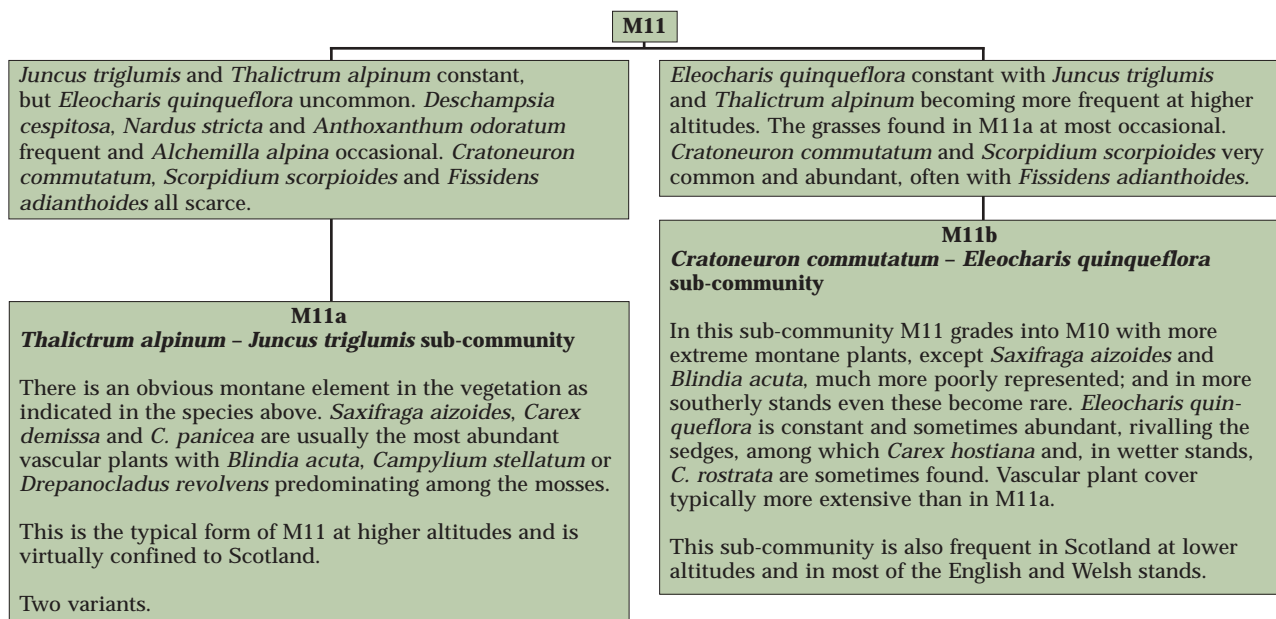 M11
Juncus triglumis and Thalictrum alpinum constant,
but Eleocharis quinqueflora uncommon. Deschampsia
cespitosa, Nardus stricta and Anthoxanthum odoratum
frequent and Alchemilla alpina occasional. Cratoneuron
commutatum, Scorpidium scorpioides and Fissidens
adianthoides all scarce.
Eleocharis quinqueflora constant with Juncus triglumis
and Thalictrum alpinum becoming more frequent at higher
altitudes. The grasses found in M11a at most occasional.
Cratoneuron commutatum and Scorpidium scorpioides very
common and abundant, often with Fissidens adianthoides.
M11a
Thalictrum alpinum – Juncus triglumis sub-community
There is an obvious montane element in the vegetation as
indicated in the species above. Saxifraga aizoides, Carex
demissa and C. panicea are usually the most abundant
vascular plants with Blindia acuta, Campylium stellatum or
Drepanocladus revolvens predominating among the mosses.
This is the typical form of M11 at higher altitudes and is
virtually confined to Scotland.
Two variants.
M11b
Cratoneuron commutatum – Eleocharis quinqueflora
sub-community
In this sub-community M11 grades into M10 with more
extreme montane plants, except Saxifraga aizoides and
Blindia acuta, much more poorly represented; and in more
southerly stands even these become rare. Eleocharis quin-
queflora is constant and sometimes abundant, rivalling the
sedges, among which Carex hostiana and, in wetter stands,
C. rostrata are sometimes found. Vascular plant cover
typically more extensive than in M11a.
This sub-community is also frequent in Scotland at lower
altitudes and in most of the English and Welsh stands.